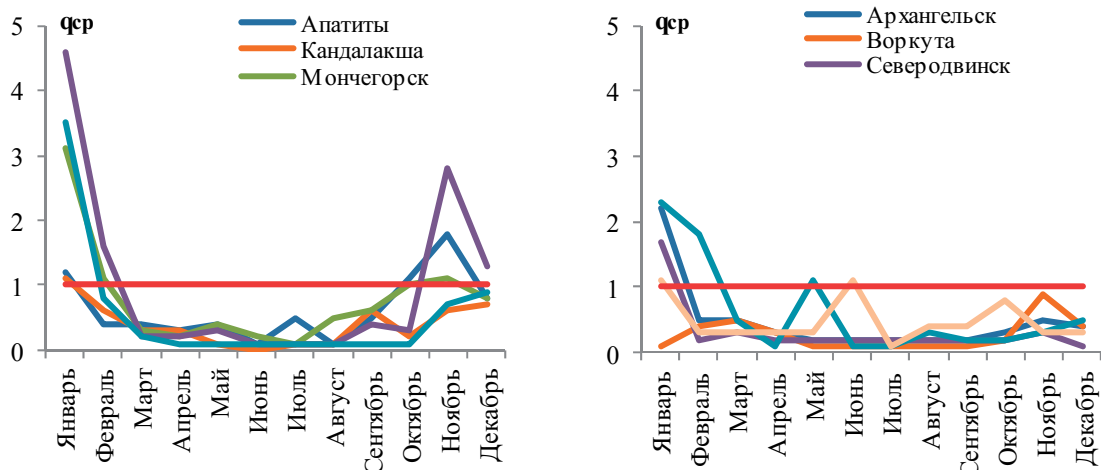 5
qср
Апатиты
Кандалакша
Мончегорск
4
3
2
1
0
Январь
Февраль
Март
Апрель
Май
Июнь
Июль
Август
Сентябрь
Октябрь
Ноябрь
Декабрь
5
qср
Архангельск
Воркута
Северодвинск
4
3
2
1
0
Январь
Февраль
Март
Апрель
Май
Июнь
Июль
Август
Сентябрь
Октябрь
Ноябрь
Декабрь